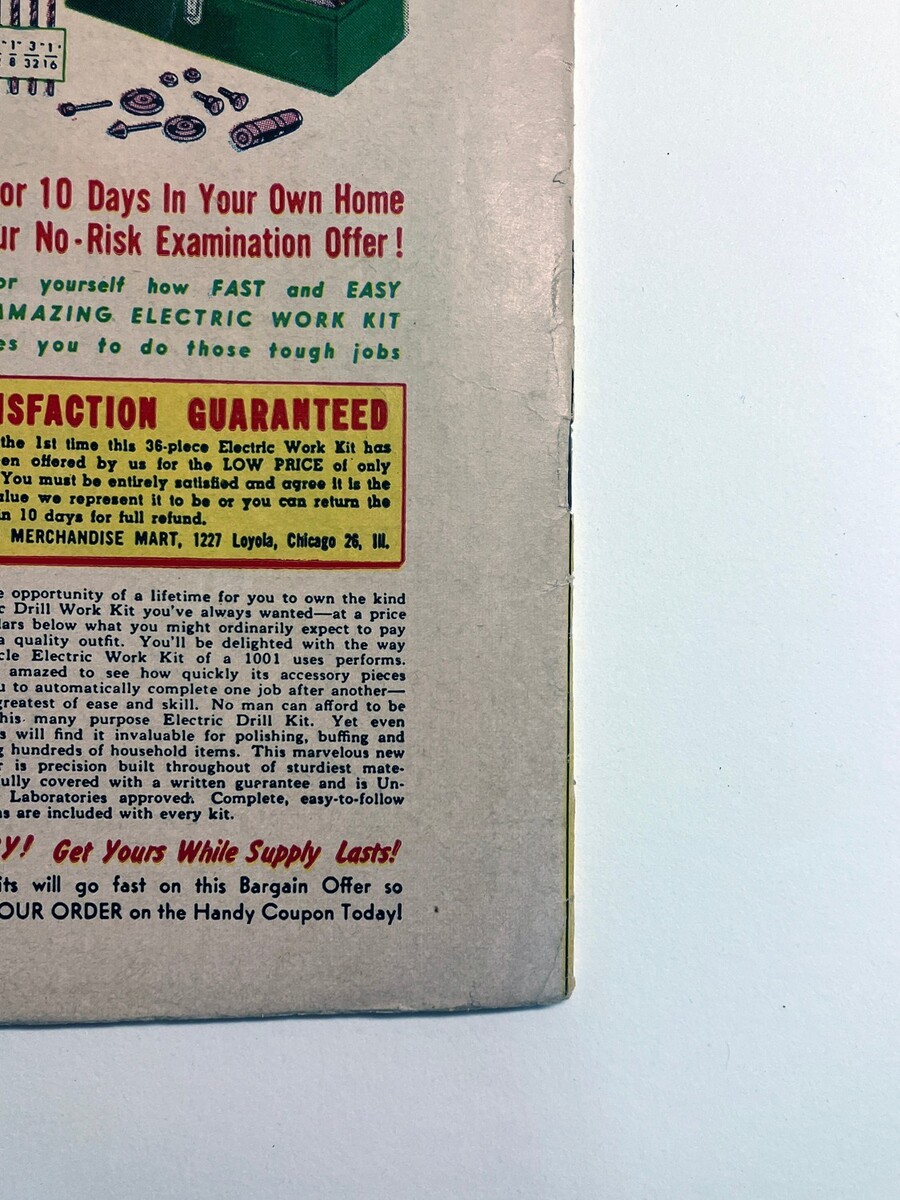 1 3 1
8 32 16
or 10 Days In Your Own Home
ur No-Risk Examination Offer!
or yourself how FAST and EASY
AMAZING ELECTRIC WORK KIT
es you to do those tough jobs
ISFACTION GUARANTEED
the 1st time this 36-piece Electric Work Kit has
en offered by us for the LOW PRICE of only
You must be entirely satisfied and agree it is the
alue we represent it to be or you can return the
n 10 days for full refund.
MERCHANDISE MART, 1227 Loyola, Chicago 26, Ill.
e opportunity of a lifetime for you to own the kind
c Drill Work Kit you've always wanted—at a price
lars below what you might ordinarily expect to pay
a quality outfit. You'll be delighted with the way
cle Electric Work Kit of a 1001 uses performs.
amazed to see how quickly its accessory pieces
u to automatically complete one job after another—
greatest of ease and skill. No man can afford to be
his many purpose Electric Drill Kit. Yet even
s will find it invaluable for polishing, buffing and
g hundreds of household items. This marvelous new
r is precision built throughout of sturdiest mate-
ully covered with a written guarantee and is Un-
Laboratories approved. Complete, easy-to-follow
ns are included with every kit.
Y! Get Yours While Supply Lasts!
its will go fast on this Bargain Offer so
OUR ORDER on the Handy Coupon Today!